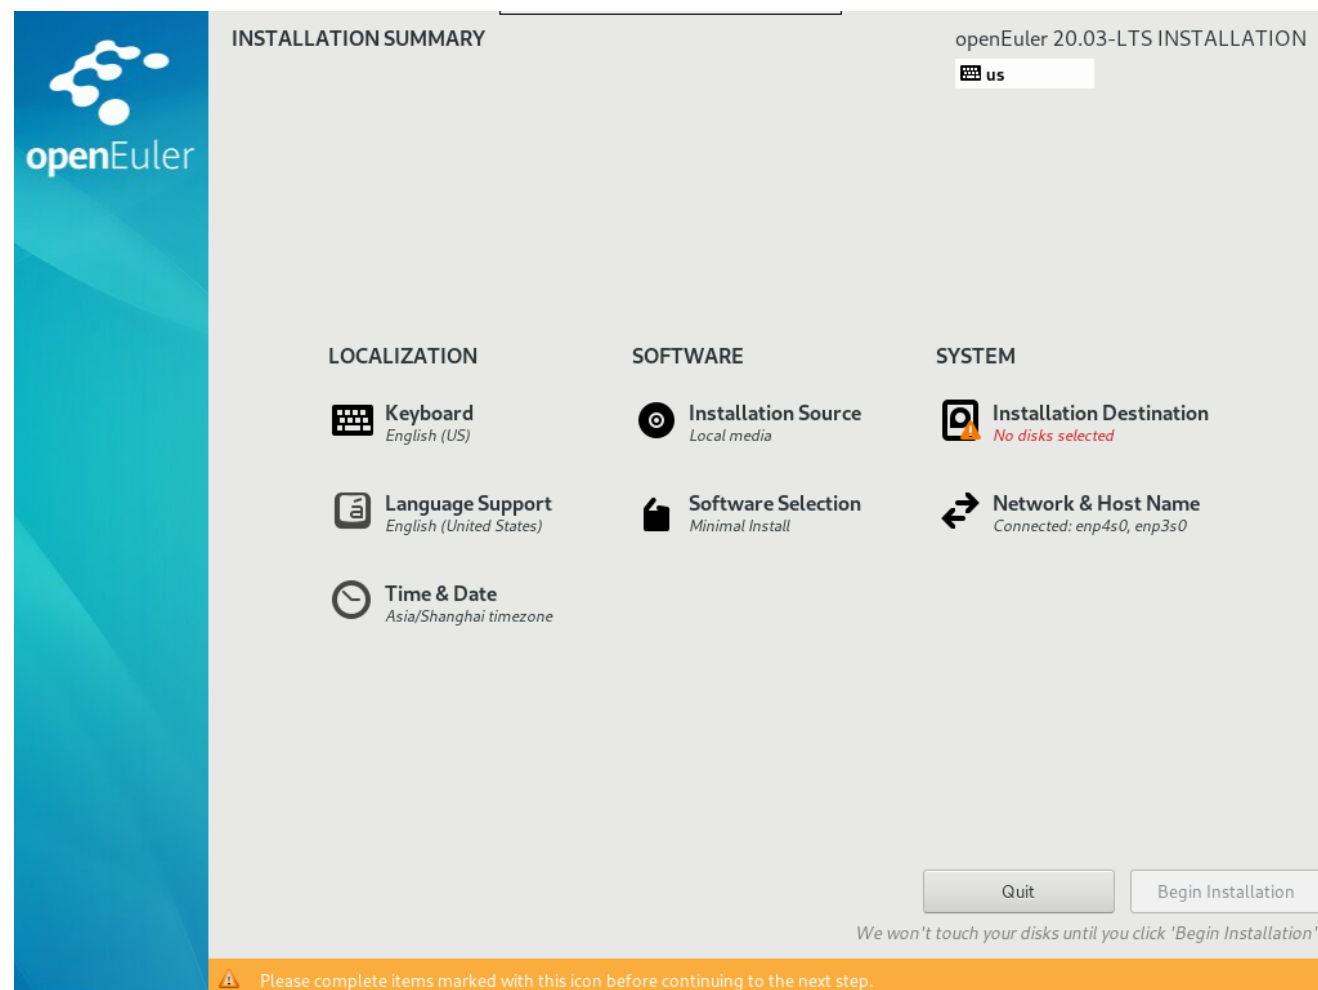 INSTALLATION SUMMARY
openEuler 20.03-LTS INSTALLATION
us
openEuler
LOCALIZATION
Keyboard
English (US)
Language Support
English (United States)
Time & Date
Asia/Shanghai timezone
SOFTWARE
Installation Source
Local media
Software Selection
Minimal Install
SYSTEM
Installation Destination
No disks selected
Network & Host Name
Connected: enp4s0, enp3s0
Quit
Begin Installation
We won't touch your disks until you click 'Begin Installation'
Please complete items marked with this icon before continuing to the next step.